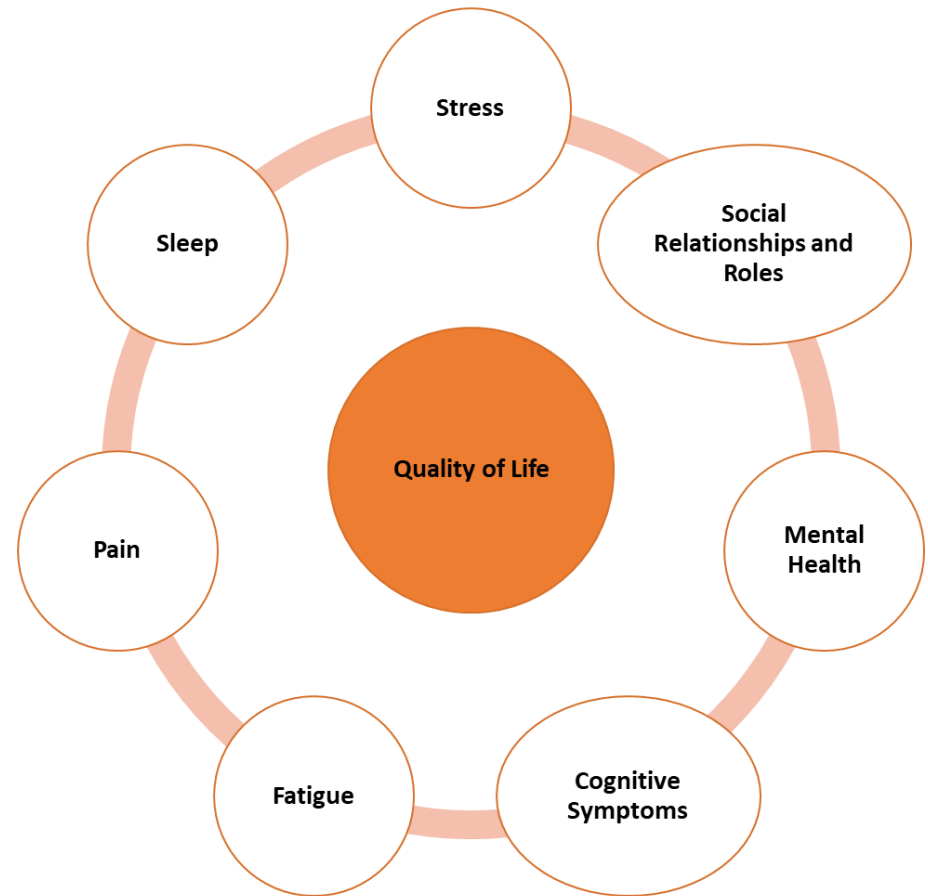 Stress
Social
Relationships and
Roles
Sleep
Quality of Life
Mental
Health
Pain
Cognitive
Symptoms
Fatigue